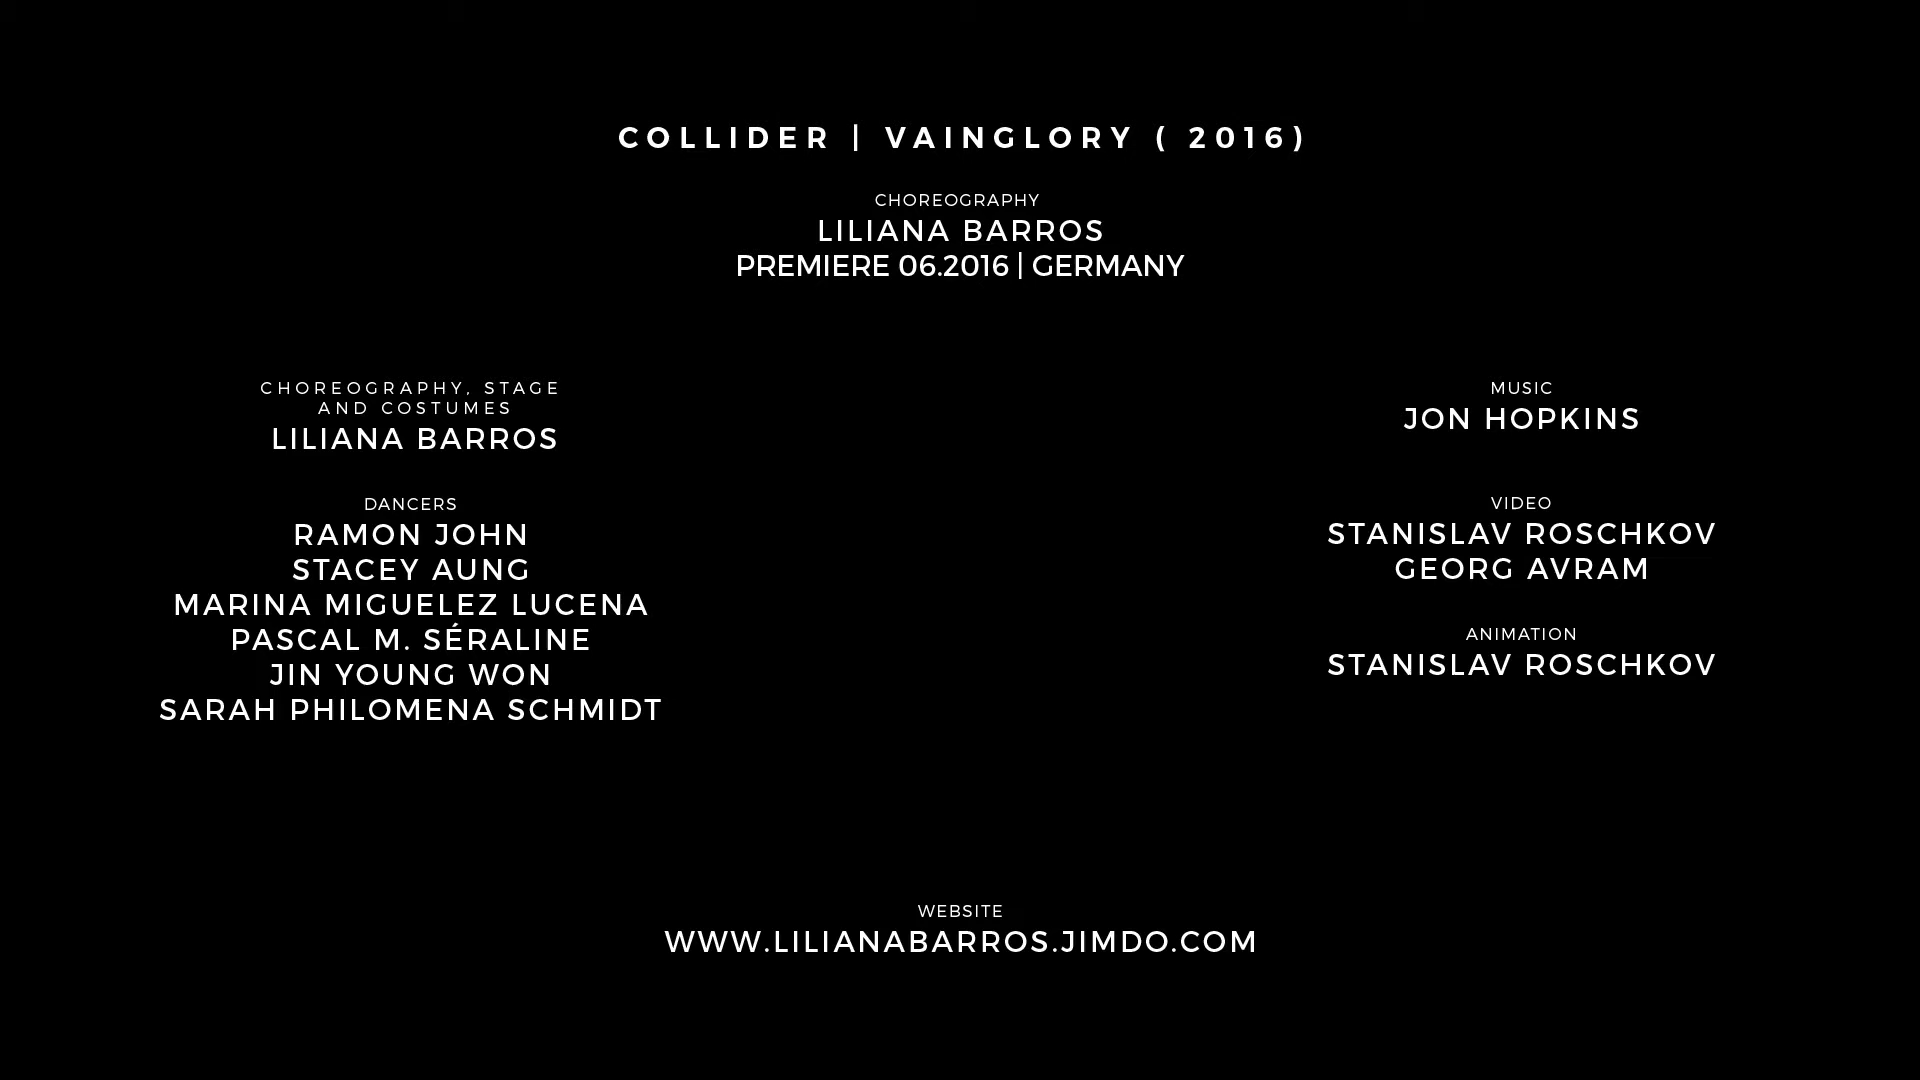 COLLIDER | VAINGLORY ( 2016)
CHOREOGRAPHY
LILIANA BARROS
PREMIERE 06.2016 | GERMANY
CHOREOGRAPHY, STAGE
AND COSTUMES
LILIANA BARROS
DANCERS
RAMON JOHN
STACEY AUNG
MARINA MIGUELEZ LUCENA
PASCAL M. SÉRALINE
JIN YOUNG WON
SARAH PHILOMENA SCHMIDT
MUSIC
JON HOPKINS
VIDEO
STANISLAV ROSCHKOV
GEORG AVRAM
ANIMATION
STANISLAV ROSCHKOV
WEBSITE
WWW.LILIANABARROS.JIMDO.COM